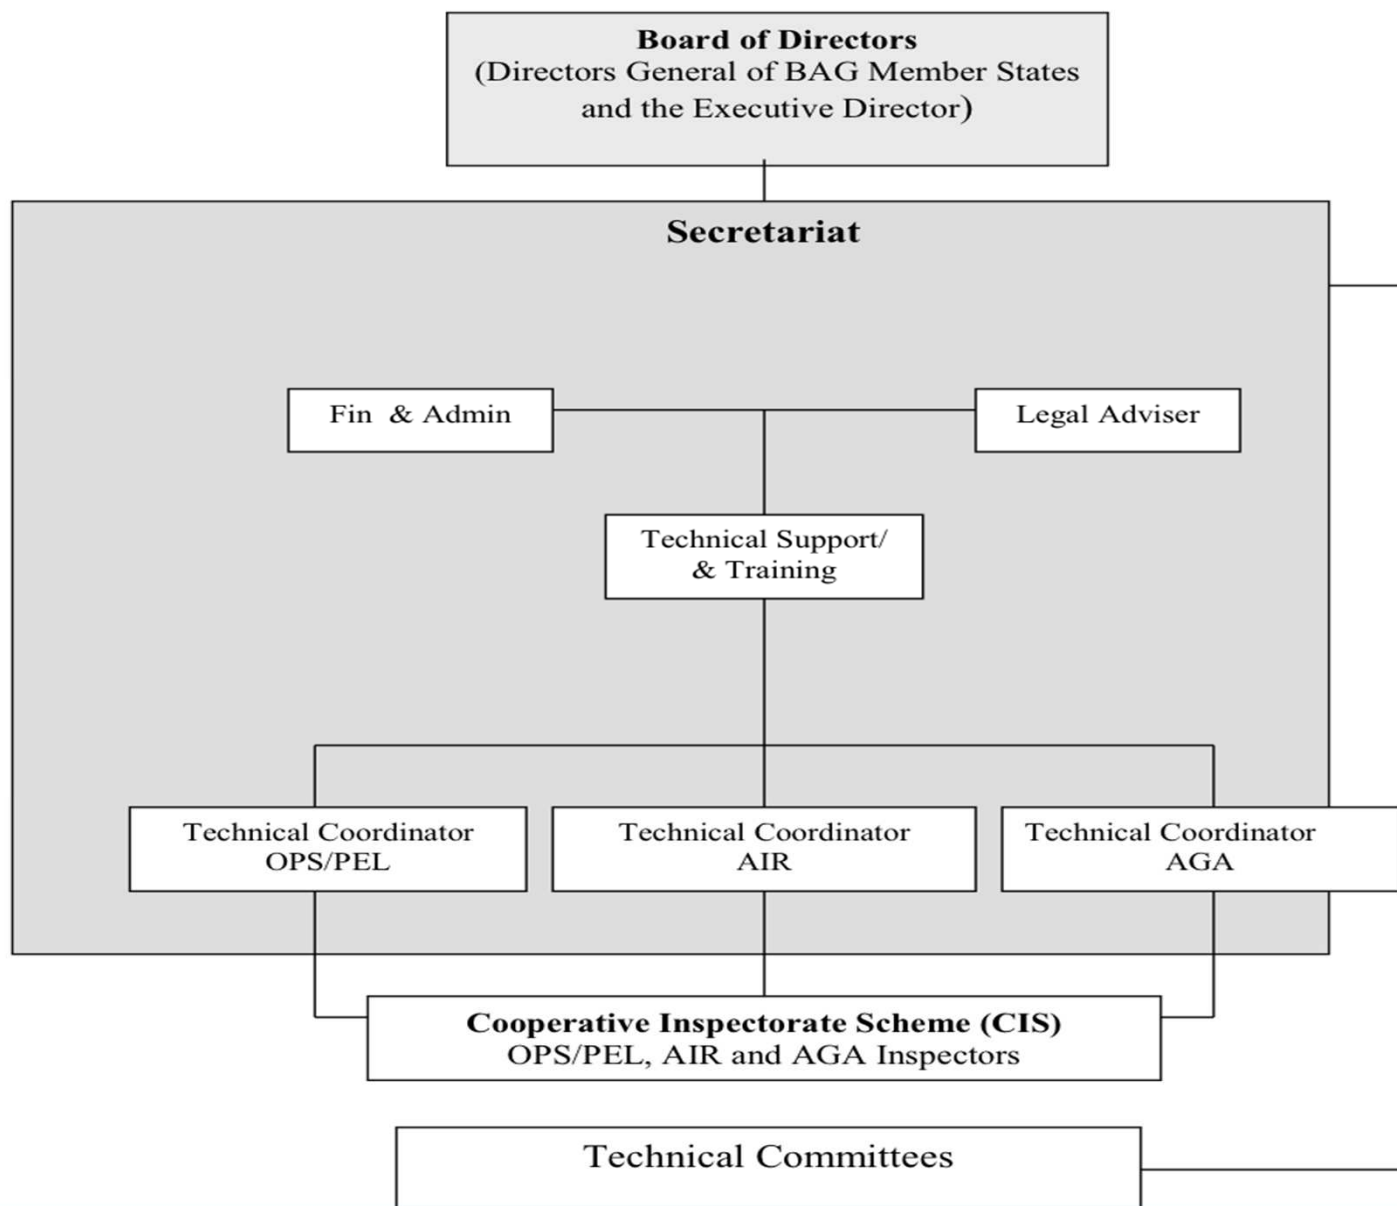 Board of Directors
(Directors General of BAG Member States
and the Executive Director)
Secretariat
Fin & Admin
Legal Adviser
Technical Support/
& Training
Technical Coordinator
OPS/PEL
Technical Coordinator
AIR
Technical Coordinator
AGA
Cooperative Inspectorate Scheme (CIS)
OPS/PEL, AIR and AGA Inspectors
Technical Committees